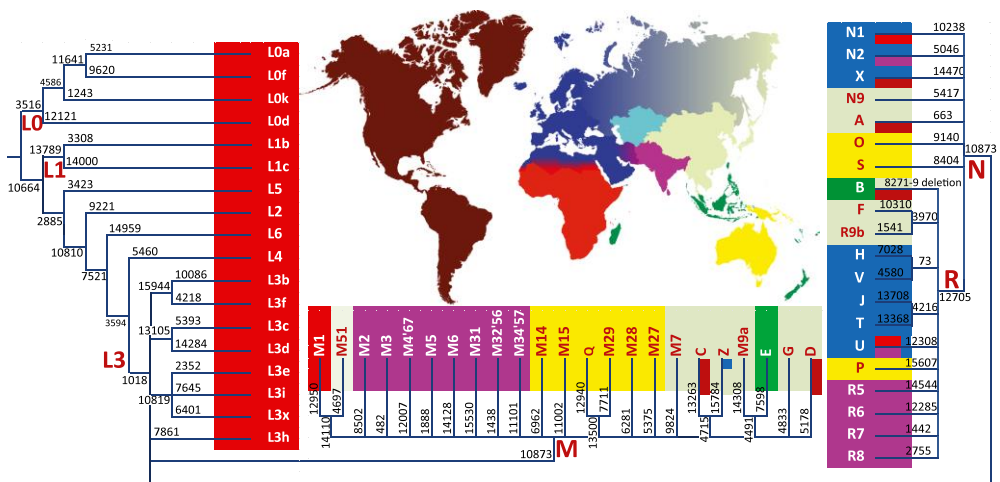 5231
L0a
11641
9620
L0f
4586
1243
L0k
3516
L0
12121
L0d
3308
L1b
13789
L1
14000
L1c
10664
3423
L5
2885
9221
L2
14959
L6
10810
5460
L4
7521
10086
L3b
15944
4218
L3f
3594
5393
L3c
13105
14284
L3d
L3
2352
L3e
1018
7645
L3i
10819
6401
L3x
7861
L3h
M1
M51
M2
M3
M4'67
M5
M6
M31
M32'56
M34'57
M14
M15
Q
M29
M28
M27
M7
C
Z
M9a
E
G
D
12950
4697
14110
8502
482
12007
1888
14128
15530
1438
11101
6962
11002
12940
7711
13500
6281
5375
9824
13263
15784
4715
14308
7598
4491
4833
5178
10873
M
N1
10238
N2
5046
X
14470
N9
5417
A
663
O
9140
10873
N
S
8404
B
8271-9 deletion
F
10310
3970
R9b
1541
H
7028
73
V
4580
R
J
13708
12705
4216
T
13368
U
12308
P
15607
R5
14544
R6
12285
R7
1442
R8
2755